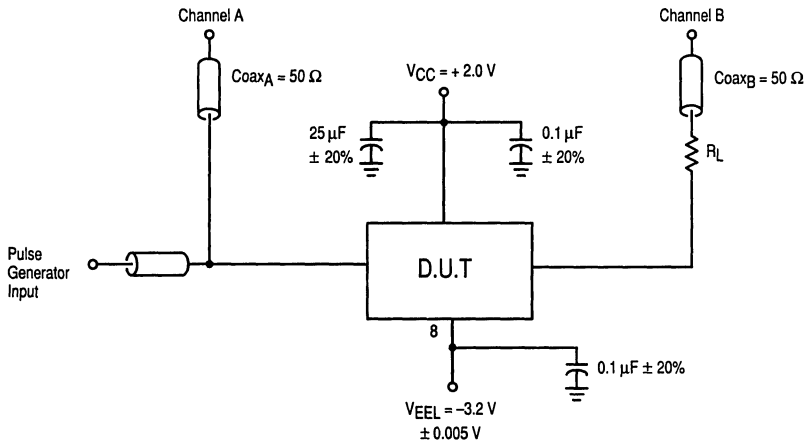 Channel A
Channel B
CoaxA = 50 Ω
VCC = + 2.0 V
CoaxB = 50 Ω
25 µF
± 20%
0.1 µF
± 20%
RL
Pulse
Generator
Input
D.U.T
8
0.1 µF ± 20%
VEEL = –3.2 V
± 0.005 V